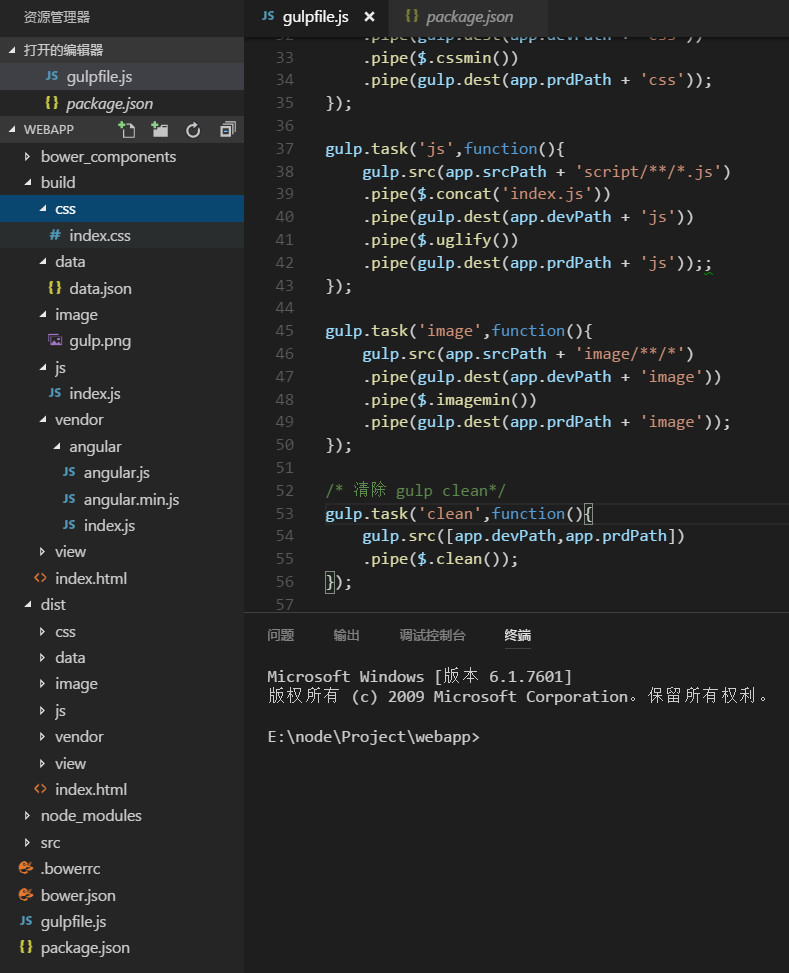 资源管理器
打开的编辑器
JS gulpfile.js
{} package.json
WEBAPP
bower_components
build
css
# index.css
data
{} data.json
image
gulp.png
js
JS index.js
vendor
angular
JS angular.js
JS angular.min.js
JS index.js
view
<> index.html
dist
css
data
image
js
vendor
view
<> index.html
node_modules
src
.bowerrc
bower.json
JS gulpfile.js
{} package.json
JS gulpfile.js × {} package.json
32 .pipe(gulp.dest(app.devPath + 'css'))
33 .pipe($.cssmin())
34 .pipe(gulp.dest(app.prdPath + 'css'));
35 });
36
37 gulp.task('js',function(){
38 gulp.src(app.srcPath + 'script/**/*.js')
39 .pipe($.concat('index.js'))
40 .pipe(gulp.dest(app.devPath + 'js'))
41 .pipe($.uglify())
42 .pipe(gulp.dest(app.prdPath + 'js'));;
43 });
44
45 gulp.task('image',function(){
46 gulp.src(app.srcPath + 'image/**/*')
47 .pipe(gulp.dest(app.devPath + 'image'))
48 .pipe($.imagemin())
49 .pipe(gulp.dest(app.prdPath + 'image'));
50 });
51
52 /* 清除 gulp clean*/
53 gulp.task('clean',function(){
54 gulp.src([app.devPath,app.prdPath])
55 .pipe($.clean());
56 });
57
问题 输出 调试控制台 终端
Microsoft Windows [版本 6.1.7601]
版权所有 (c) 2009 Microsoft Corporation。保留所有权利。
E:\node\Project\webapp>